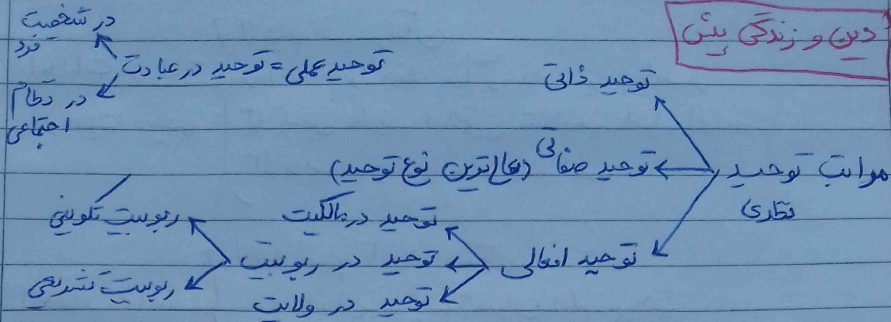 دین و زندگی پیش
در شخصیت
فرد
توحید عملی = توحید در عبادت
در نظام
اجتماعی
توحید ذاتی
مراتب توحید
نظری
توحید صفاتی (عالی‌ترین نوع توحید)
توحید افعالی
توحید در مالکیت
توحید در ربوبیت
توحید در ولایت
ربوبیت تکوینی
ربوبیت تشریعی